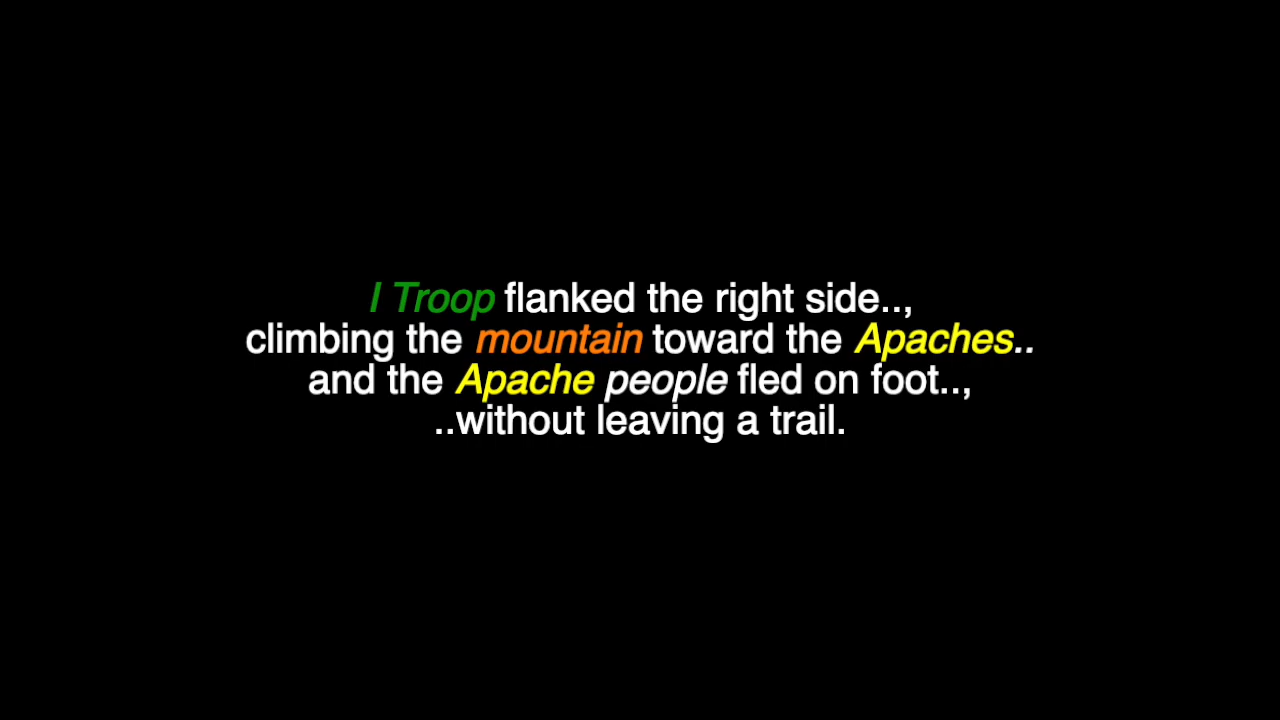 I Troop flanked the right side..,
climbing the mountain toward the Apaches..
and the Apache people fled on foot..,
..without leaving a trail.